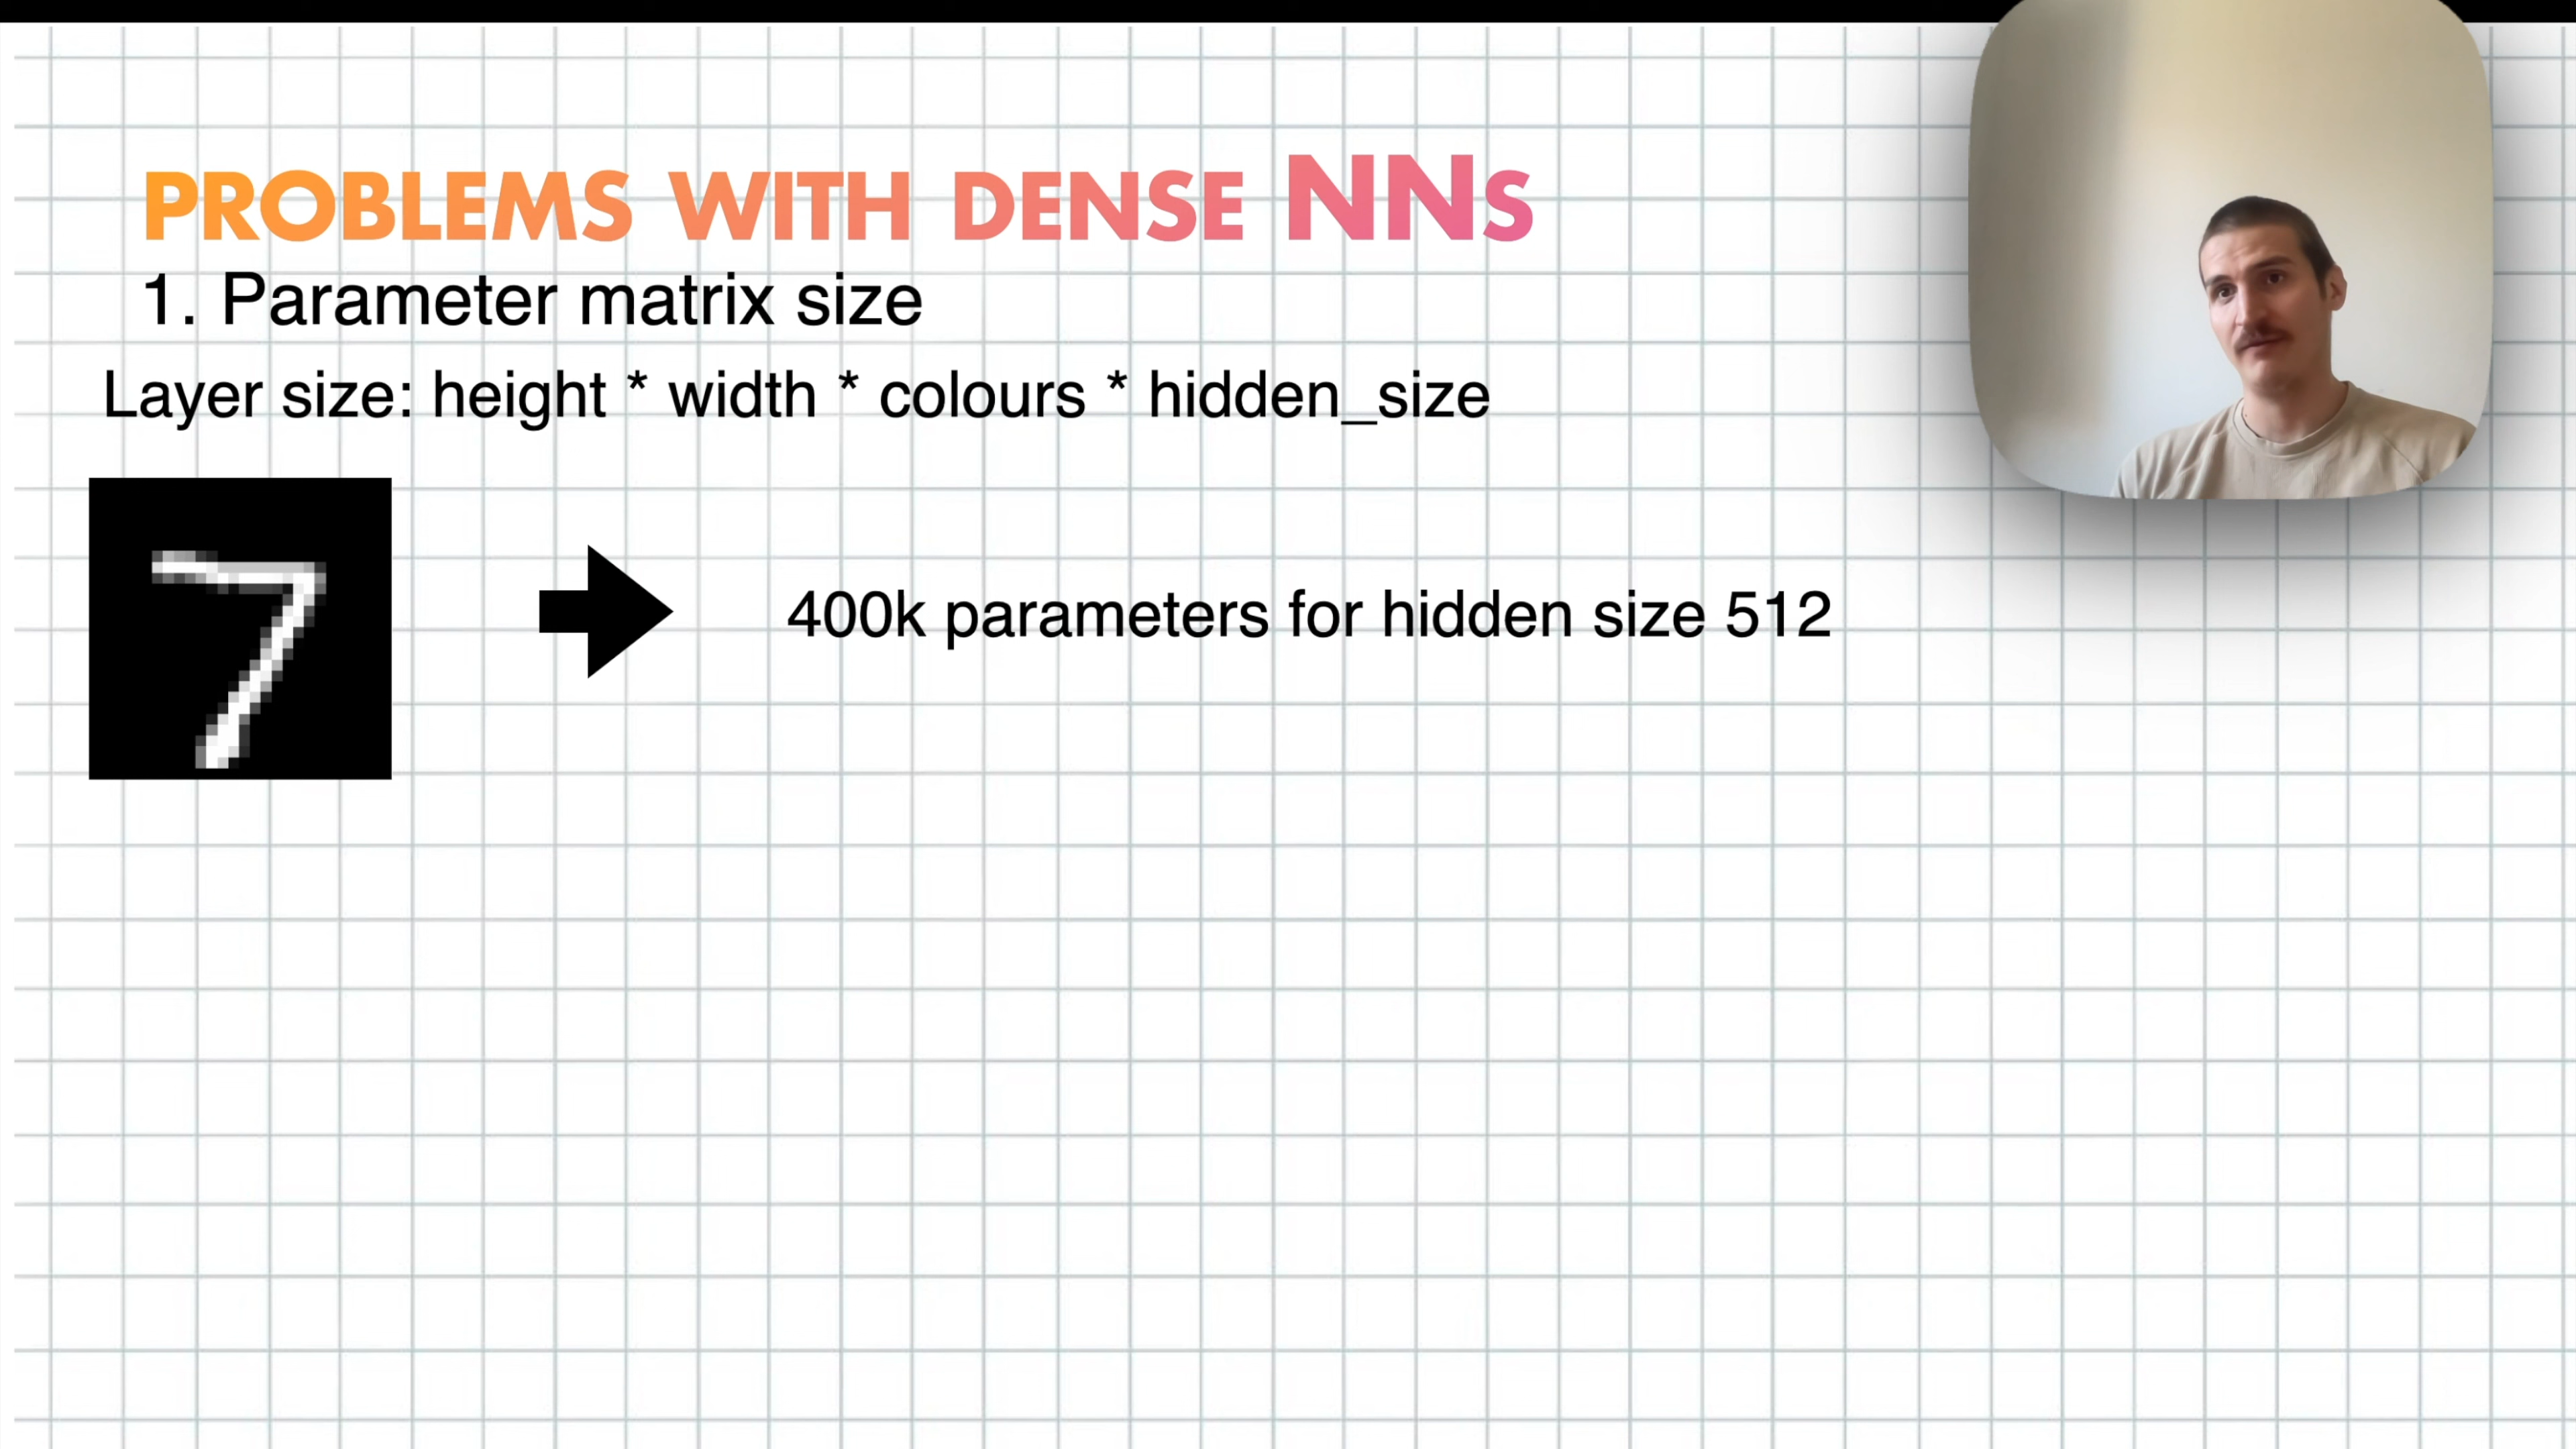 PROBLEMS WITH DENSE NNS
1. Parameter matrix size
Layer size: height * width * colours * hidden_size
7
400k parameters for hidden size 512